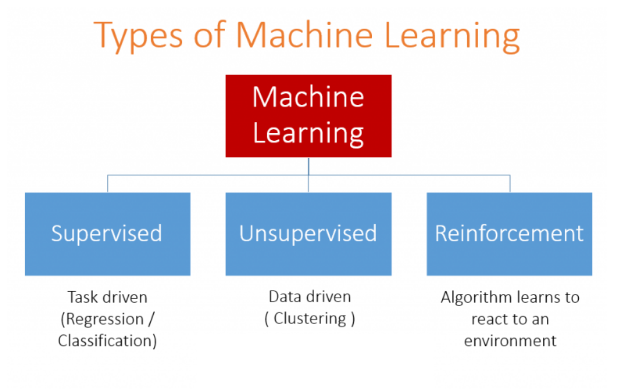 Types of Machine Learning
Machine
Learning
Supervised
Unsupervised
Reinforcement
Task driven
(Regression /
Classification)
Data driven
( Clustering )
Algorithm learns to
react to an
environment